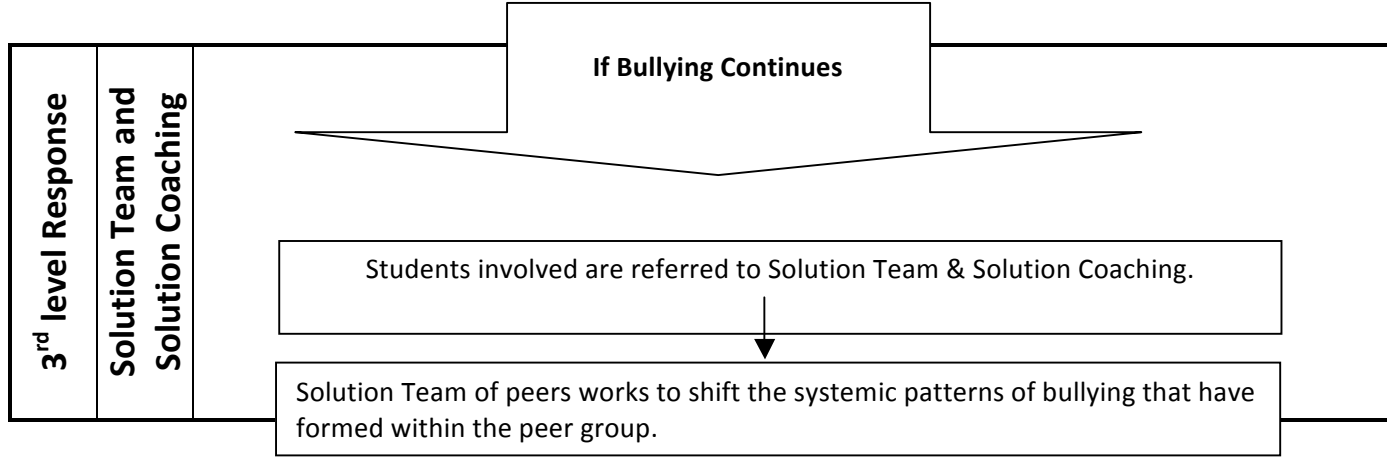 If Bullying Continues
3rd level Response
Solution Team and
Solution Coaching
Students involved are referred to Solution Team & Solution Coaching.
Solution Team of peers works to shift the systemic patterns of bullying that have
formed within the peer group.